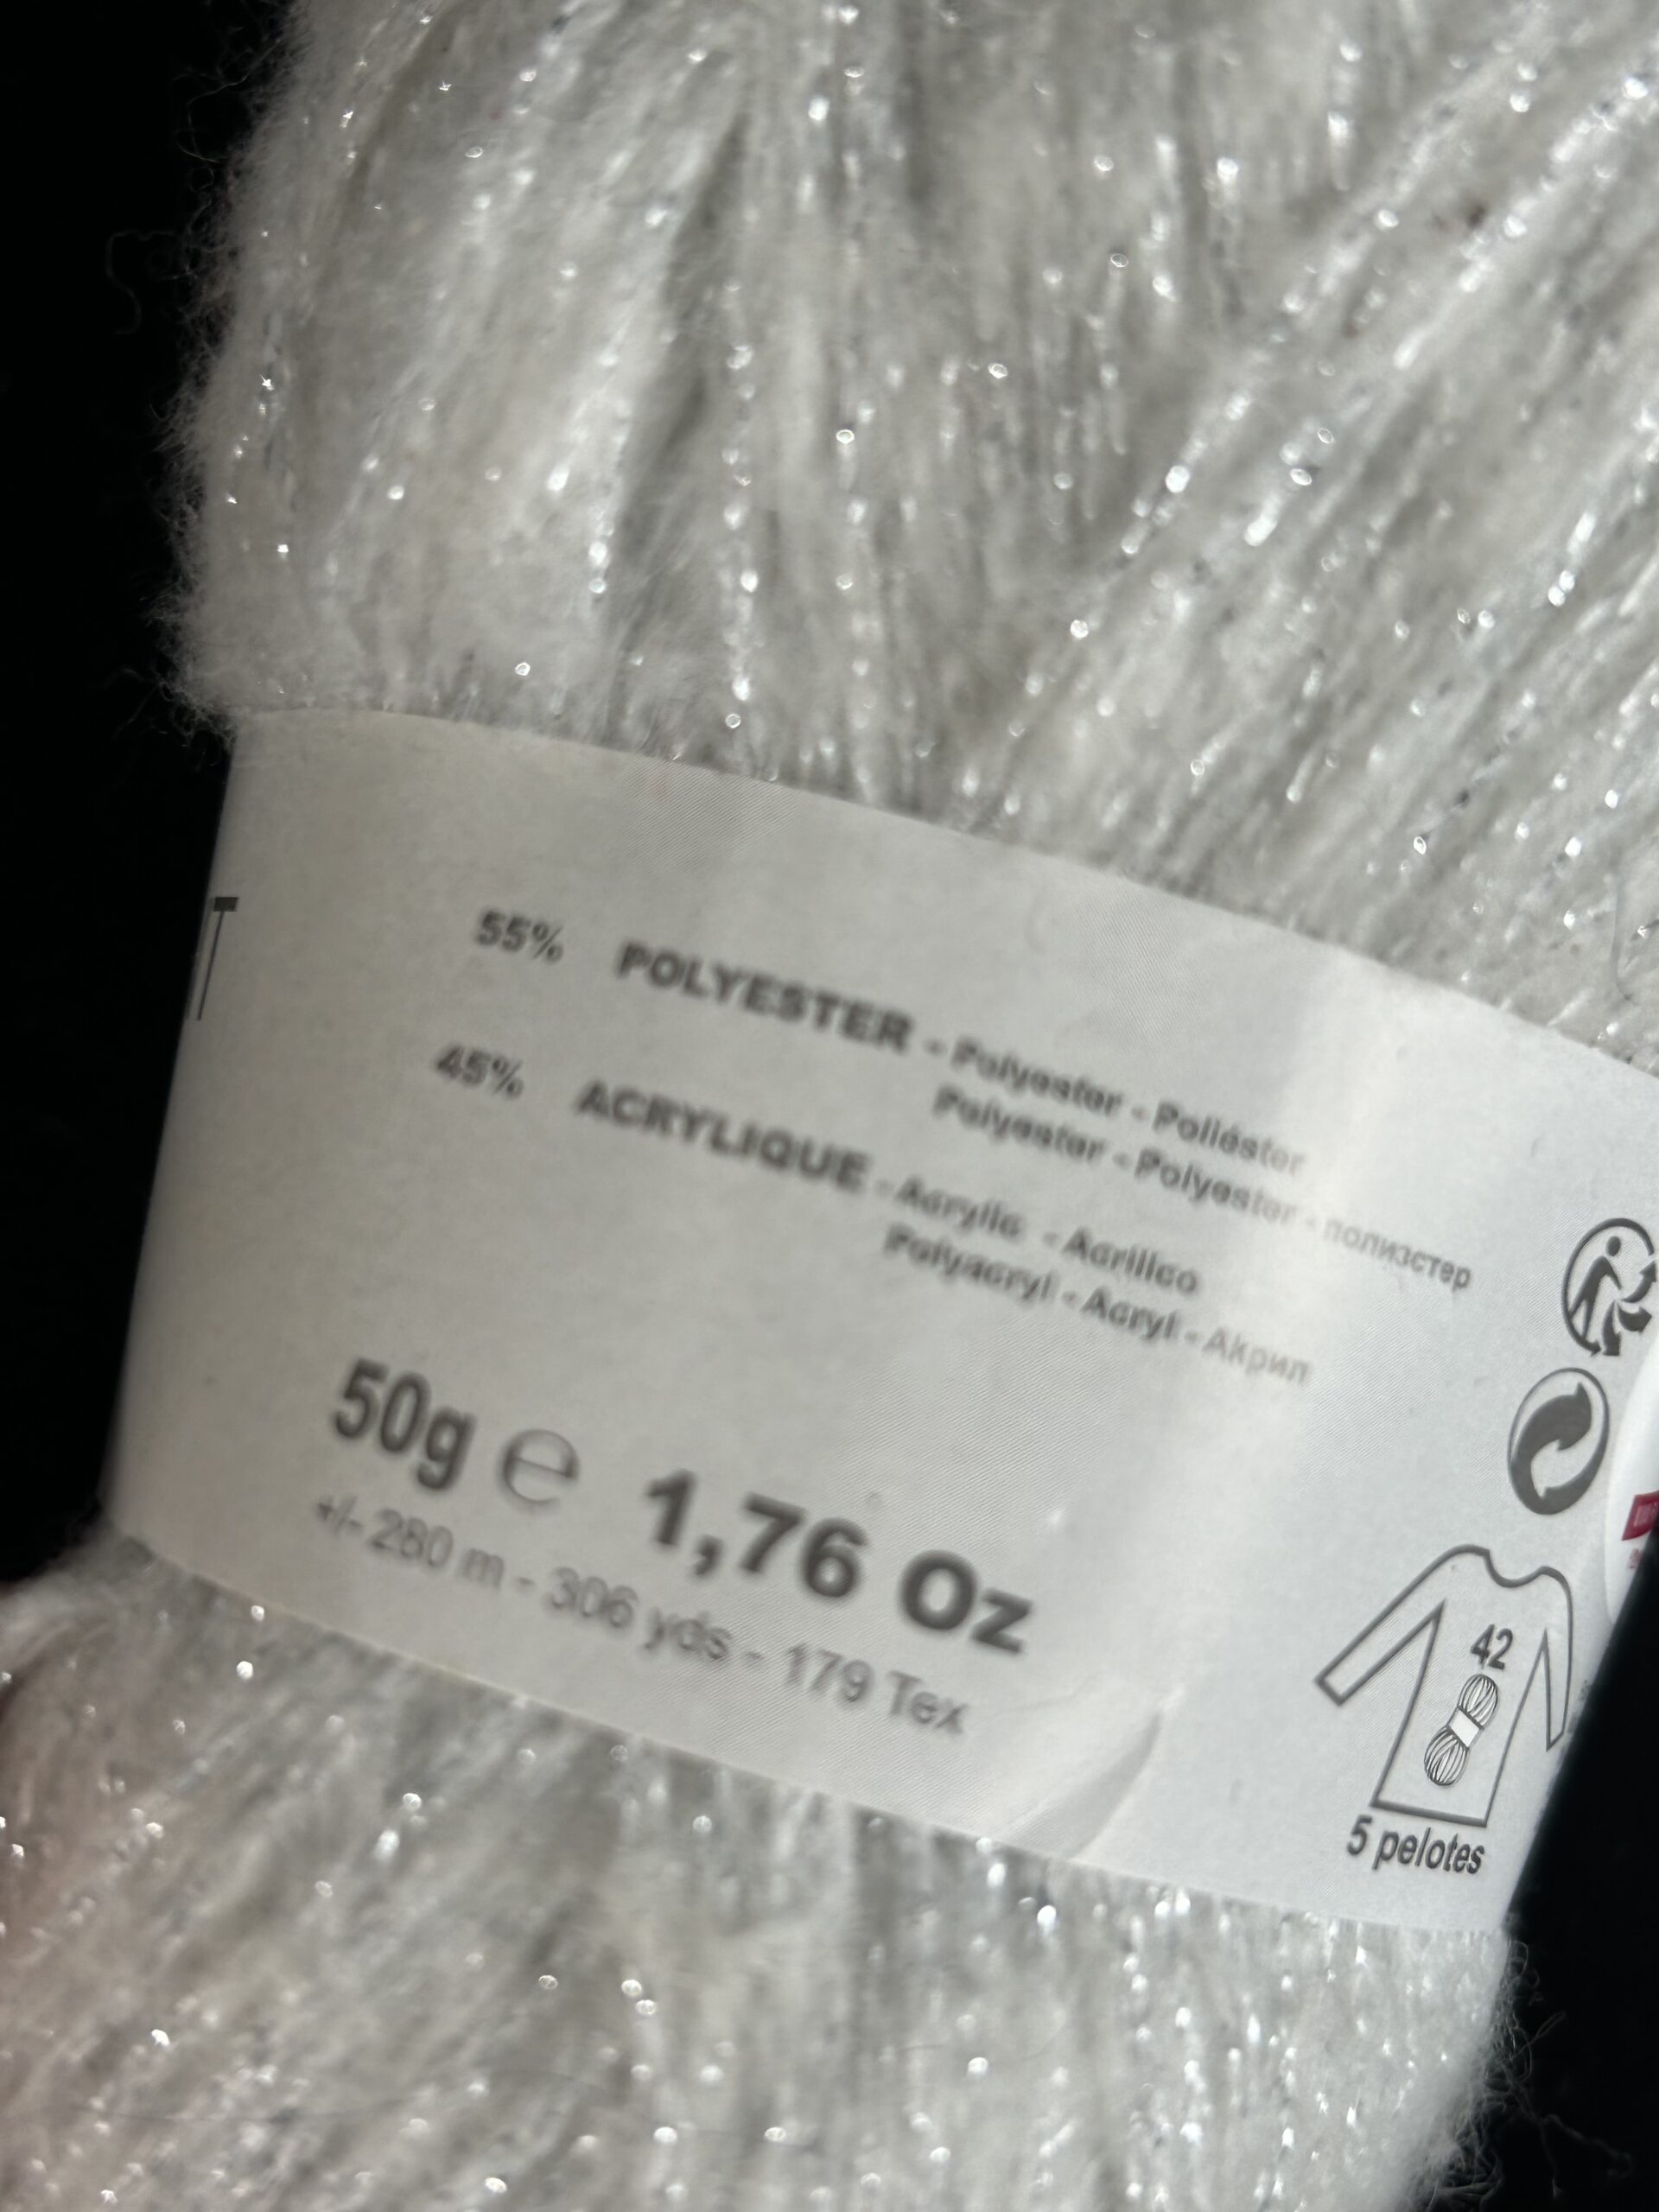 55% POLYESTER - Polyester - Poliéster
Polyester - Polyester - полиэстер
45% ACRYLIQUE - Acrylic - Acrilico
Polyacryl - Acryl - Акрил
50g e 1,76 Oz
+/- 280 m - 306 yds - 179 Tex
42
5 pelotes